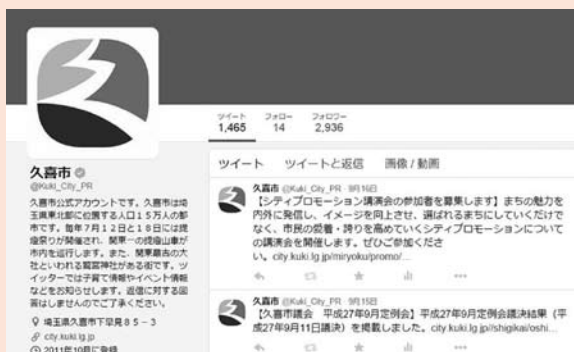 ツイート フォロー フォロワー
1,465 14 2,936
久喜市
@Kuki_City_PR
久喜市公式アカウントです。久喜市は埼
玉県東北部に位置する人口15万人の都
市です。毎年7月12日と18日には提
燈祭りが開催され、関東一の提燈山車が
市内を巡行します。また、関東最古の大
社といわれる鷲宮神社がある街です。ツ
イッターでは子育て情報やイベント情報
などをお知らせします。返信に対する回
答はしませんのでご了承ください。
埼玉県久喜市下早見85-3
city.kuki.lg.jp
2011年10月に登録
ツイート ツイートと返信 画像 / 動画
久喜市 @Kuki_City_PR · 9月16日
【シティプロモーション講演会の参加者を募集します】まちの魅力を
内外に発信し、イメージを向上させ、選ばれるまちにしていくだけで
なく、市民の愛着・誇りを高めていくシティプロモーションについて
の講演会を開催します。ぜひご参加くださ
い。city.kuki.lg.jp/miryoku/promo/...
久喜市 @Kuki_City_PR · 9月15日
【久喜市議会 平成27年9月定例会】平成27年9月定例会議決結果（平
成27年9月11日議決）を掲載しました。city.kuki.lg.jp/shigikai/oshi...